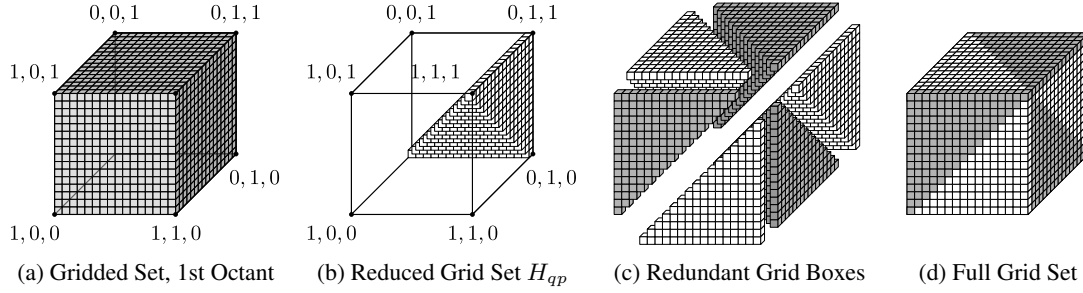 0, 0, 1
0, 1, 1
1, 0, 1
0, 1, 0
1, 0, 0
1, 1, 0
(a) Gridded Set, 1st Octant
0, 0, 1
0, 1, 1
1, 0, 1
1, 1, 1
0, 1, 0
1, 0, 0
1, 1, 0
(b) Reduced Grid Set H_{qp}
(c) Redundant Grid Boxes
(d) Full Grid Set